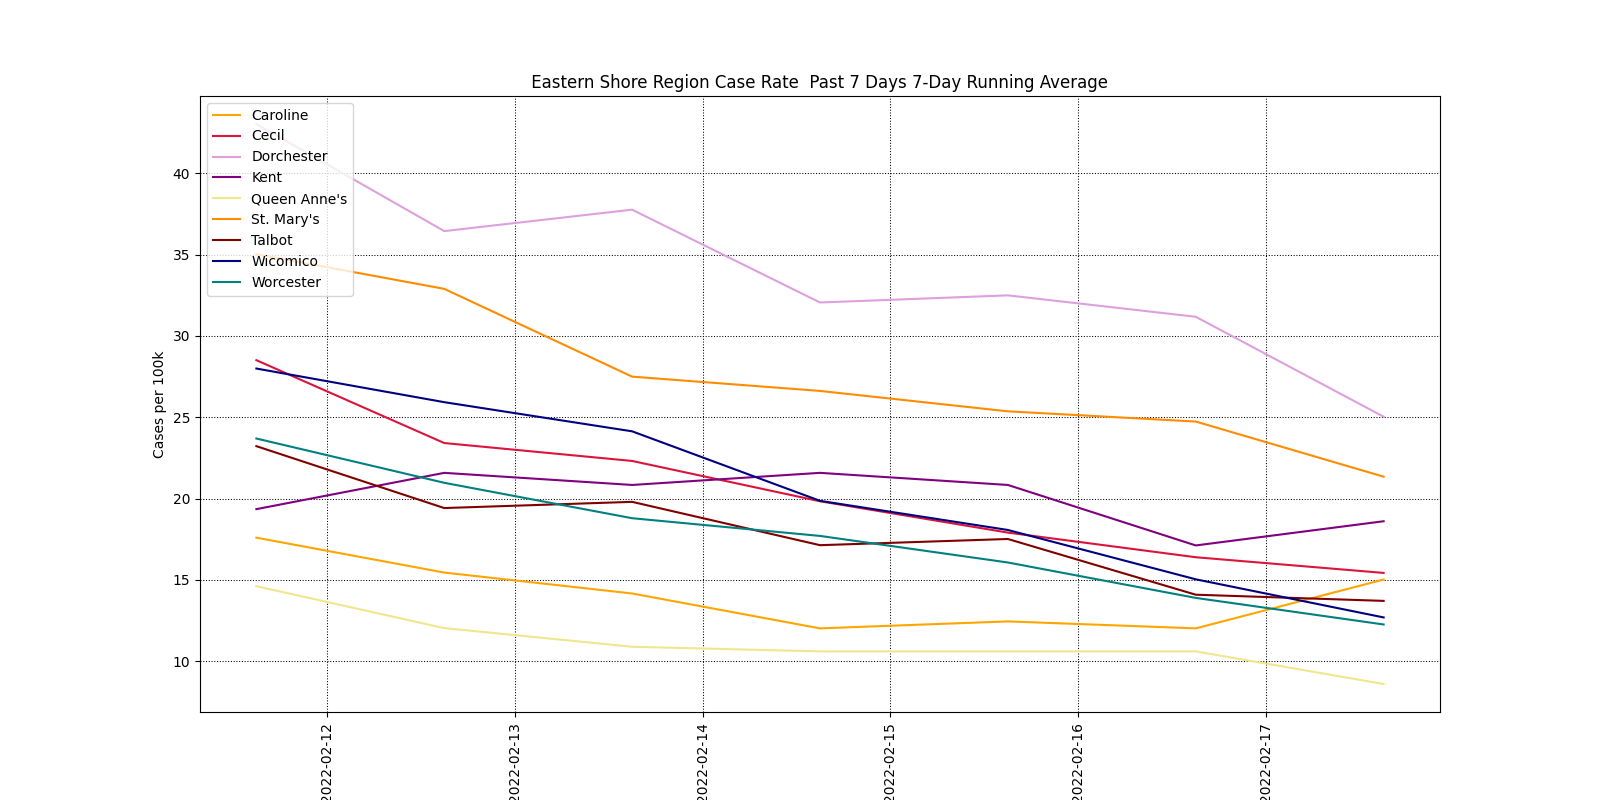 Eastern Shore Region Case Rate  Past 7 Days 7-Day Running Average
Caroline
Cecil
Dorchester
Kent
Queen Anne's
St. Mary's
Talbot
Wicomico
Worcester
Cases per 100k
40
35
30
25
20
15
10
2022-02-12
2022-02-13
2022-02-14
2022-02-15
2022-02-16
2022-02-17